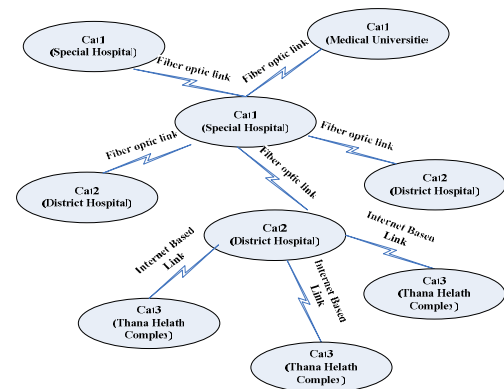 Cat1
(Special Hospital)
Cat1
(Medical Universities)
Fiber optic link
Fiber optic link
Cat1
(Special Hospital)
Fiber optic link
Fiber optic link
Fiber optic link
Cat2
(District Hospital)
Cat2
(District Hospital)
Cat2
(District Hospital)
Internet Based
Link
Internet Based
Link
Internet Based
Link
Cat3
(Thana Helath
Complex)
Cat3
(Thana Helath
Complex)
Cat3
(Thana Helath
Complex)